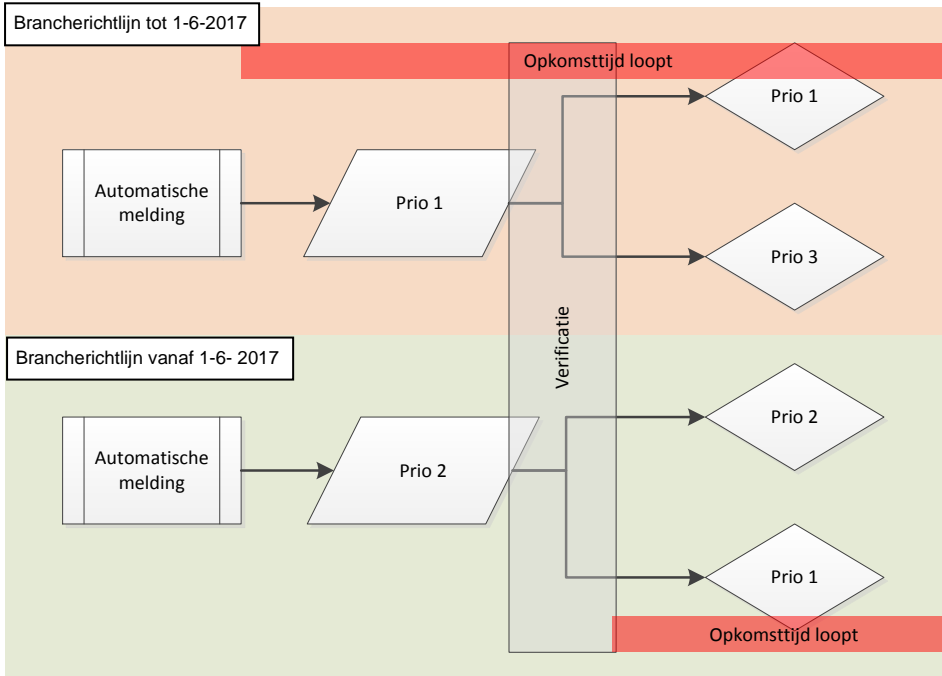 Brancherichtlijn tot 1-6-2017
Opkomsttijd loopt
Prio 1
Automatische
melding
Prio 1
Prio 3
Verificatie
Brancherichtlijn vanaf 1-6- 2017
Prio 2
Automatische
melding
Prio 2
Prio 1
Opkomsttijd loopt